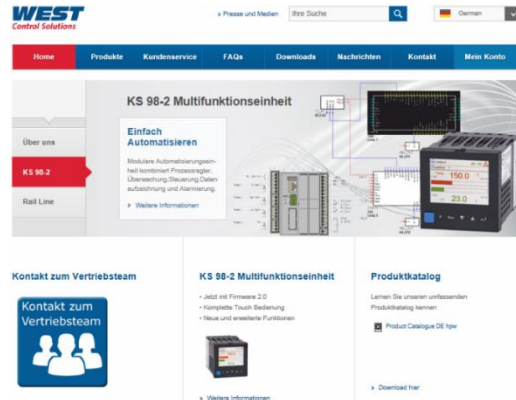 WEST
Control Solutions
» Presse und Medien
Ihre Suche
German
Home
Produkte
Kundenservice
FAQs
Downloads
Nachrichten
Kontakt
Mein Konto
Über uns
KS 98-2
Rail Line
KS 98-2 Multifunktionseinheit
Einfach
Automatisieren
Modulare Automatisierungsein-
heit kombiniert Prozessregler,
Überwachung,Steuerung,Daten-
aufzeichnung und Alarmierung.
Weitere Informationen
150.0
23.0
Kontakt zum Vertriebsteam
Kontakt zum
Vertriebsteam
KS 98-2 Multifunktionseinheit
- Jetzt mit Firmware 2.0
- Komplette Touch Bedienung
- Neue und erweiterte Funktionen
Weitere Informationen
Produktkatalog
Lernen Sie unseren umfassenden
Produktkatalog kennen
Product Catalogue DE hpw
Download hier